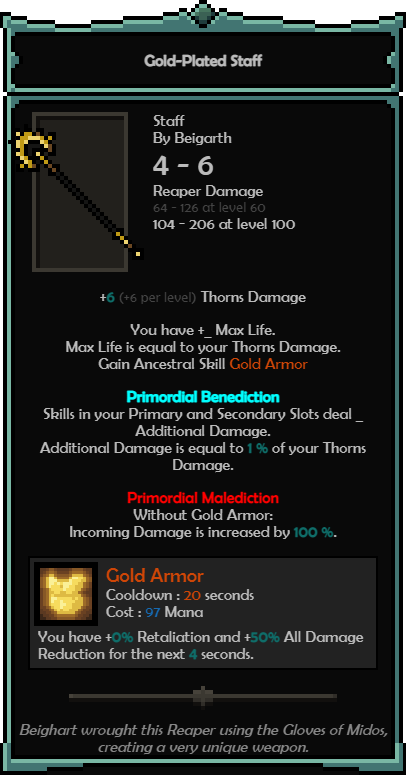 Gold-Plated Staff
Staff
By Beigarth
4 - 6
Reaper Damage
64 - 126 at level 60
104 - 206 at level 100
+6 (+6 per level) Thorns Damage
You have +_ Max Life.
Max Life is equal to your Thorns Damage.
Gain Ancestral Skill Gold Armor
Primordial Benediction
Skills in your Primary and Secondary Slots deal _
Additional Damage.
Additional Damage is equal to 1 % of your Thorns
Damage.
Primordial Malediction
Without Gold Armor:
Incoming Damage is increased by 100 %.
Gold Armor
Cooldown : 20 seconds
Cost : 97 Mana
You have +0% Retaliation and +50% All Damage
Reduction for the next 4 seconds.
Beighart wrought this Reaper using the Gloves of Midos,
creating a very unique weapon.